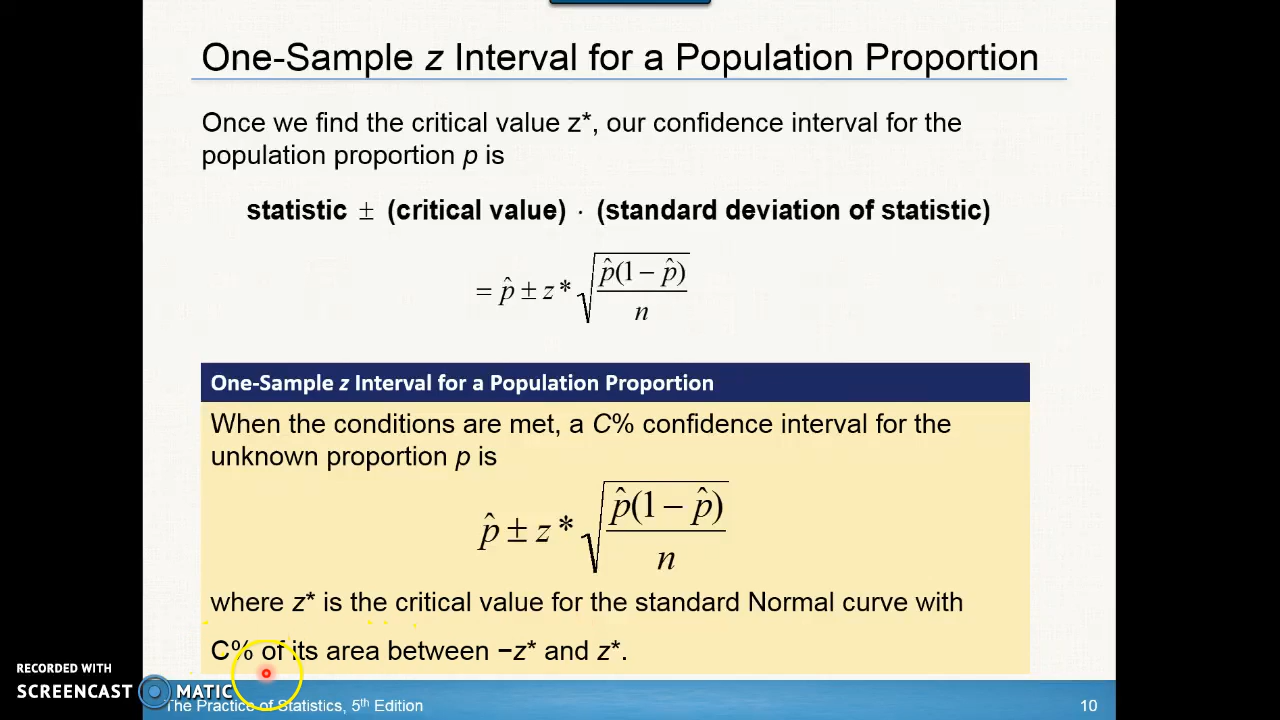 One-Sample z Interval for a Population Proportion
Once we find the critical value z*, our confidence interval for the
population proportion p is
statistic ± (critical value) · (standard deviation of statistic)
= p̂ ± z * √(p̂(1 − p̂) / n)
One-Sample z Interval for a Population Proportion
When the conditions are met, a C% confidence interval for the
unknown proportion p is
p̂ ± z * √(p̂(1 − p̂) / n)
where z* is the critical value for the standard Normal curve with
C% of its area between −z* and z*.
RECORDED WITH
SCREENCAST MATIC
The Practice of Statistics, 5th Edition
10